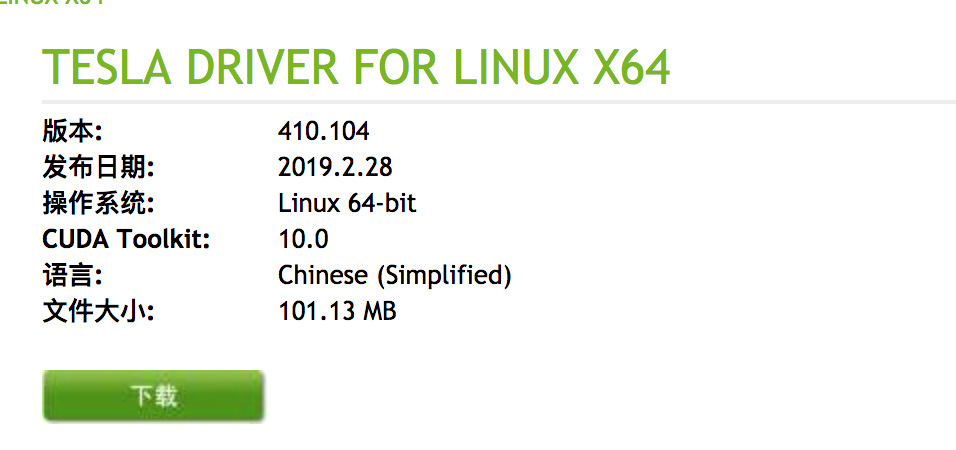 LINUX X64
TESLA DRIVER FOR LINUX X64
版本: 410.104
发布日期: 2019.2.28
操作系统: Linux 64-bit
CUDA Toolkit: 10.0
语言: Chinese (Simplified)
文件大小: 101.13 MB
下载